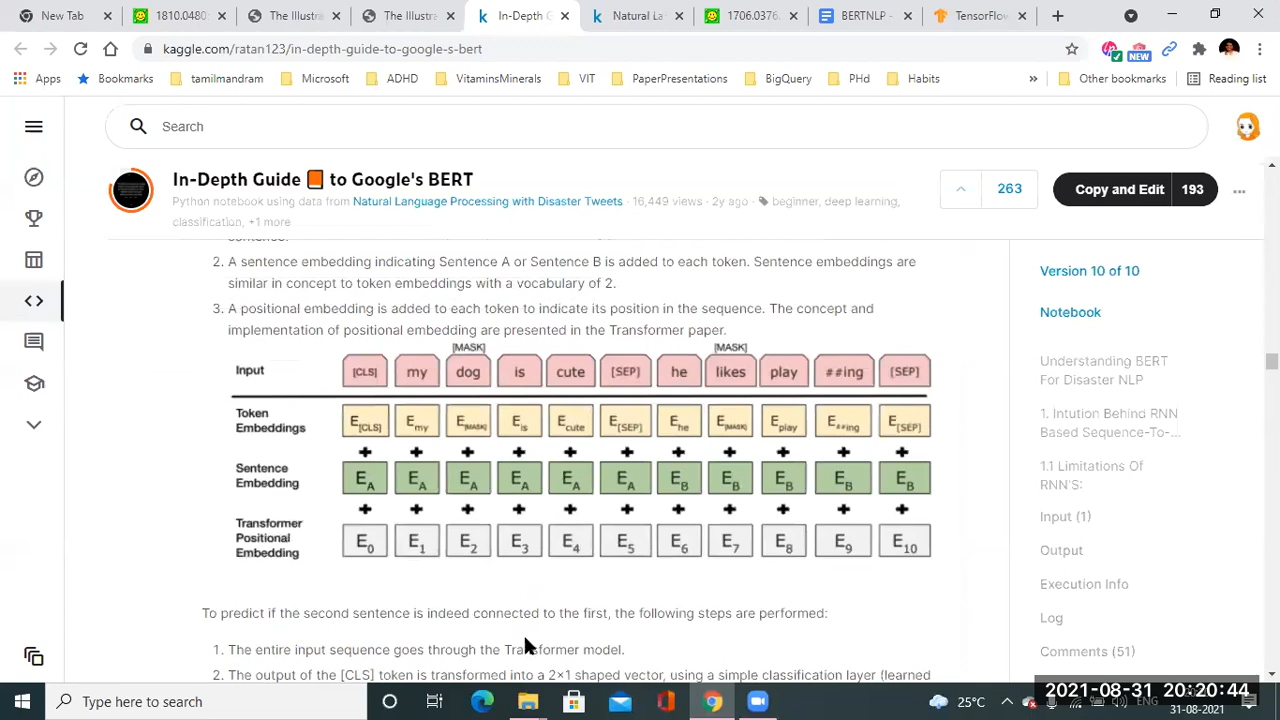 New Tab
1810.0480
The Illustra
The Illustra
In-Depth G
Natural La
1706.0376
BERTNLP -
TensorFlow
kaggle.com/ratan123/in-depth-guide-to-google-s-bert
NEW
Apps
Bookmarks
tamilmandram
Microsoft
ADHD
VitaminsMinerals
VIT
PaperPresentations
BigQuery
PHd
Habits
»
Other bookmarks
Reading list
Search
In-Depth Guide 📙 to Google's BERT
Python notebook using data from Natural Language Processing with Disaster Tweets · 16,449 views · 2y ago · beginner, deep learning,
classification, +1 more
263
Copy and Edit 193
sentence.
2. A sentence embedding indicating Sentence A or Sentence B is added to each token. Sentence embeddings are
similar in concept to token embeddings with a vocabulary of 2.
3. A positional embedding is added to each token to indicate its position in the sequence. The concept and
implementation of positional embedding are presented in the Transformer paper.
[MASK] [MASK]
Input [CLS] my dog is cute [SEP] he likes play ##ing [SEP]
Token
Embeddings E[CLS] Emy E[MASK] Eis Ecute E[SEP] Ehe E[MASK] Eplay E##ing E[SEP]
+ + + + + + + + + + +
Sentence
Embedding EA EA EA EA EA EA EB EB EB EB EB
+ + + + + + + + + + +
Transformer
Positional
Embedding E0 E1 E2 E3 E4 E5 E6 E7 E8 E9 E10
To predict if the second sentence is indeed connected to the first, the following steps are performed:
1. The entire input sequence goes through the Transformer model.
2. The output of the [CLS] token is transformed into a 2×1 shaped vector, using a simple classification layer (learned
Version 10 of 10
Notebook
Understanding BERT
For Disaster NLP
1. Intution Behind RNN
Based Sequence-To-...
1.1 Limitations Of
RNN'S:
Input (1)
Output
Execution Info
Log
Comments (51)
Type here to search
25°C
ENG
2021-08-31 20:20:44
31-08-2021